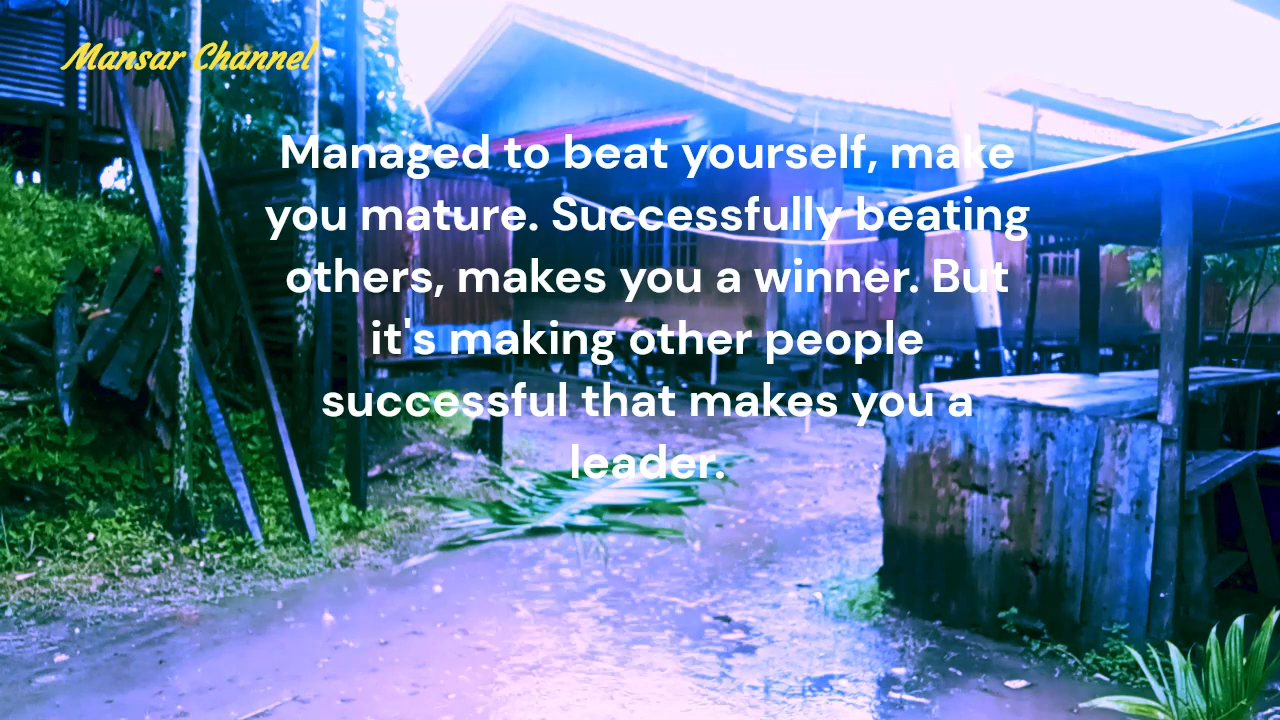 Mansar Channel
Managed to beat yourself, make
you mature. Successfully beating
others, makes you a winner. But
it's making other people
successful that makes you a
leader.